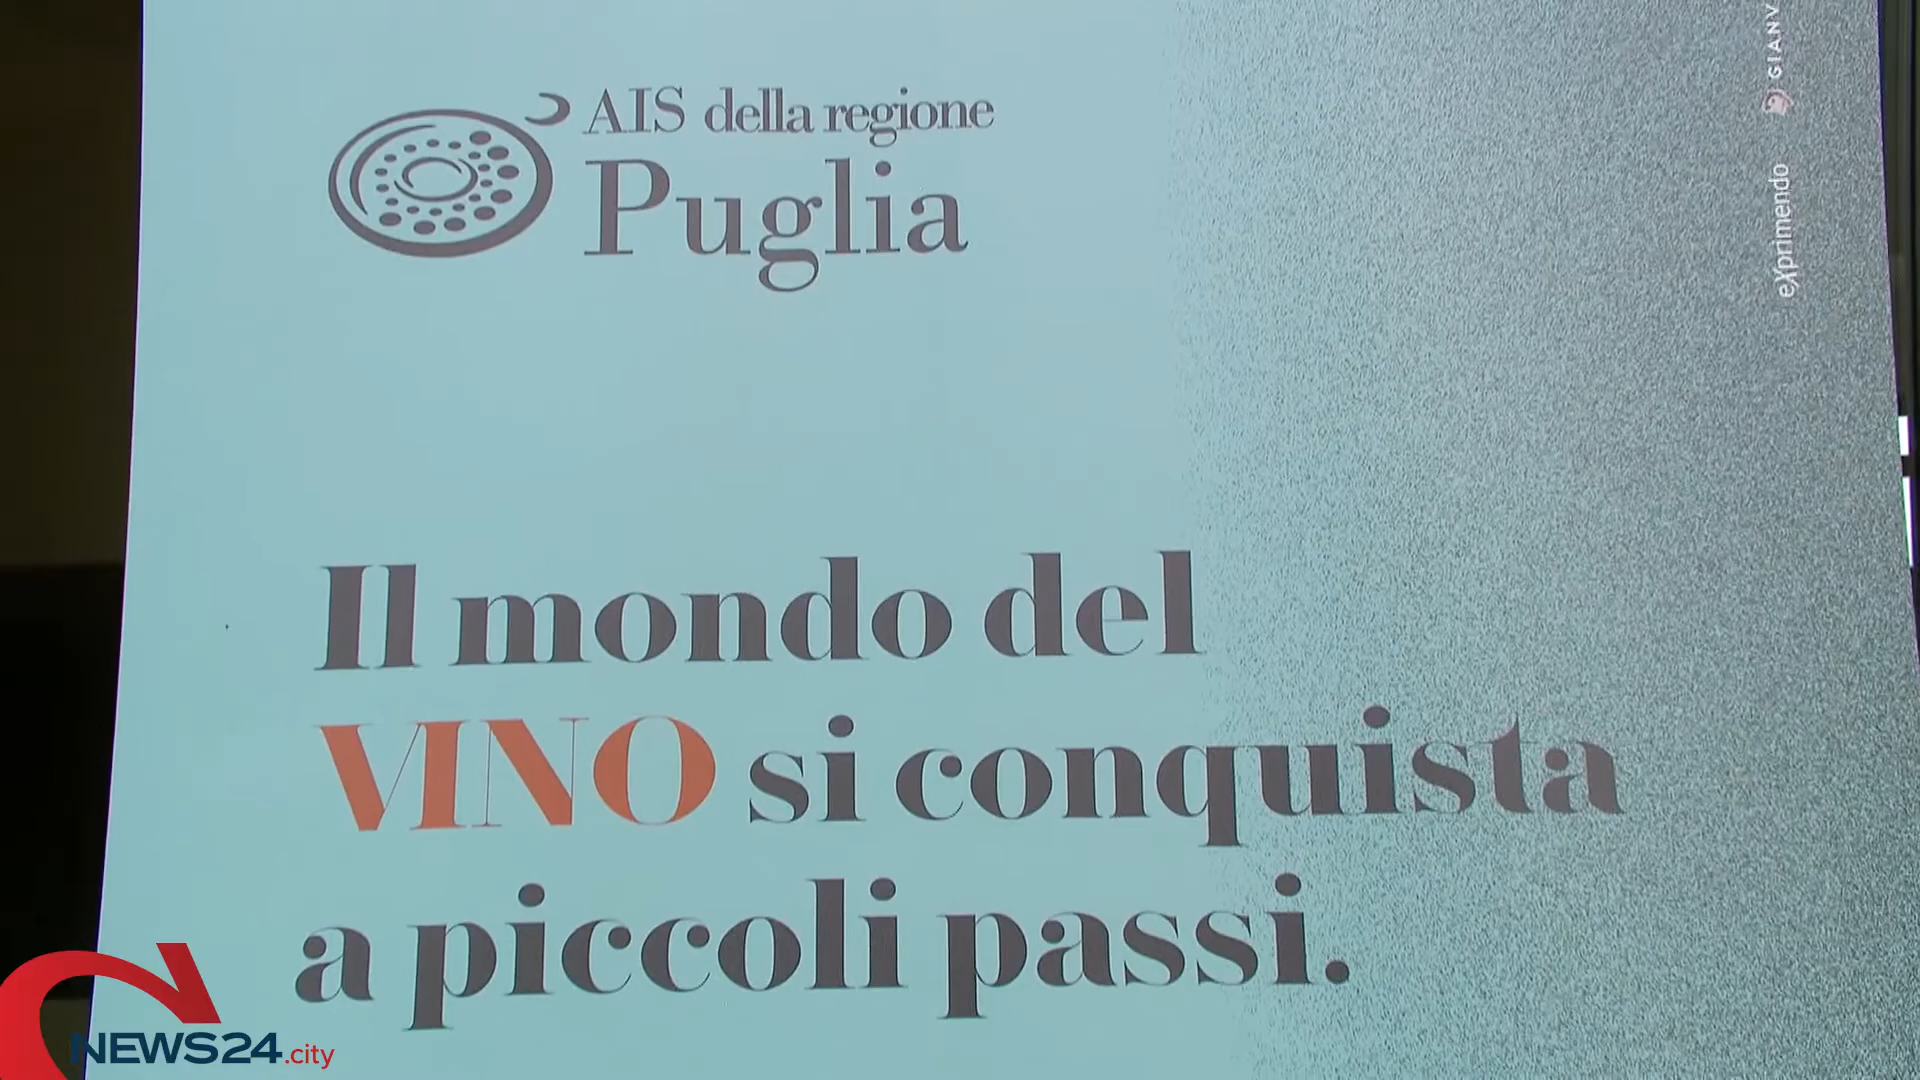 AIS della regione
Puglia
Il mondo del
VINO si conquista
a piccoli passi.
eXprimendo
NEWS24.city